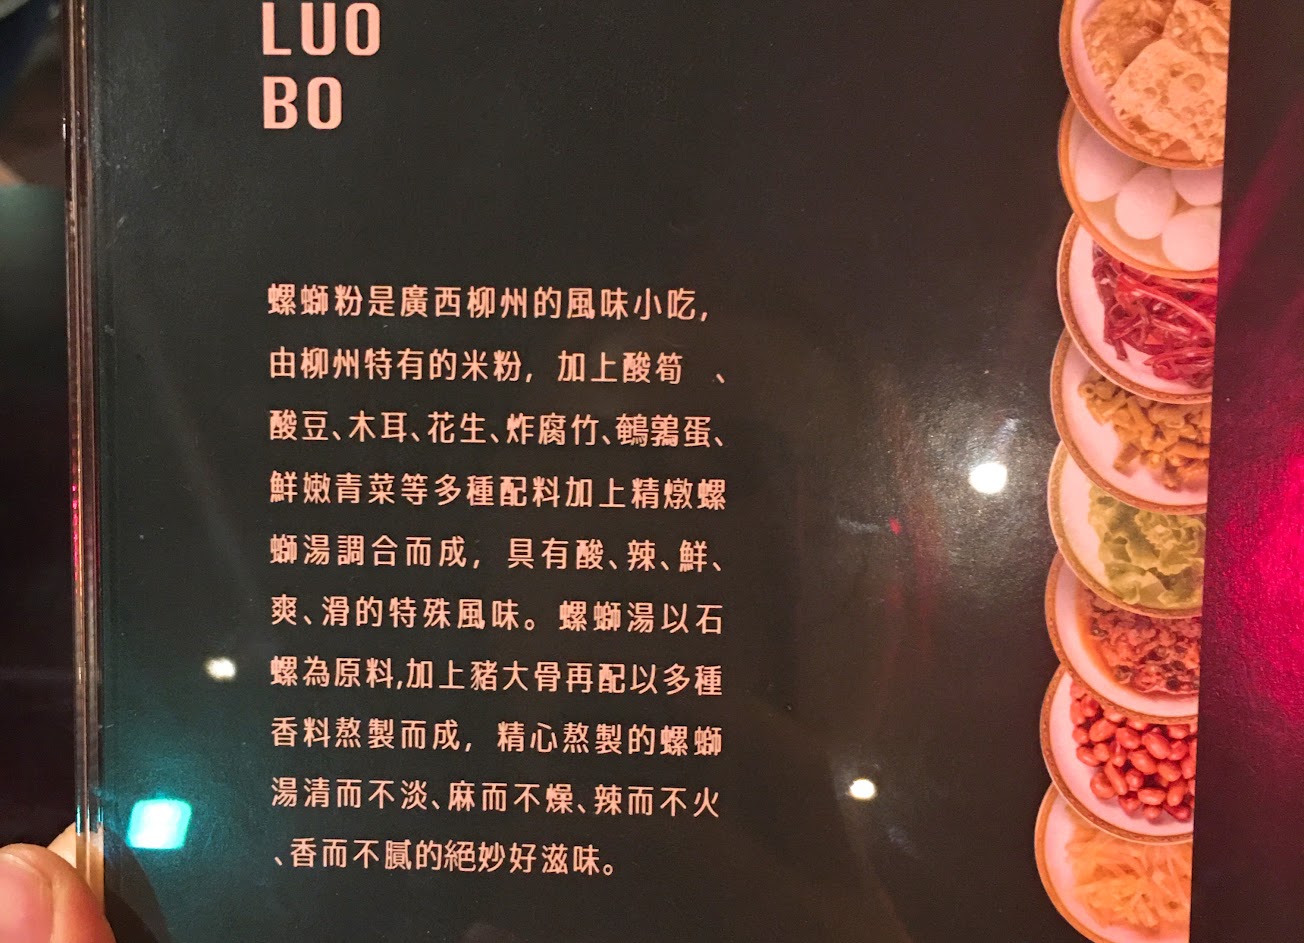 LUO
BO
螺螄粉是廣西柳州的風味小吃，
由柳州特有的米粉，加上酸筍 、
酸豆、木耳、花生、炸腐竹、鵪鶉蛋、
鮮嫩青菜等多種配料加上精燉螺
螄湯調合而成，具有酸、辣、鮮、
爽、滑的特殊風味。螺螄湯以石
螺為原料,加上豬大骨再配以多種
香料熬製而成，精心熬製的螺螄
湯清而不淡、麻而不燥、辣而不火
、香而不膩的絕妙好滋味。